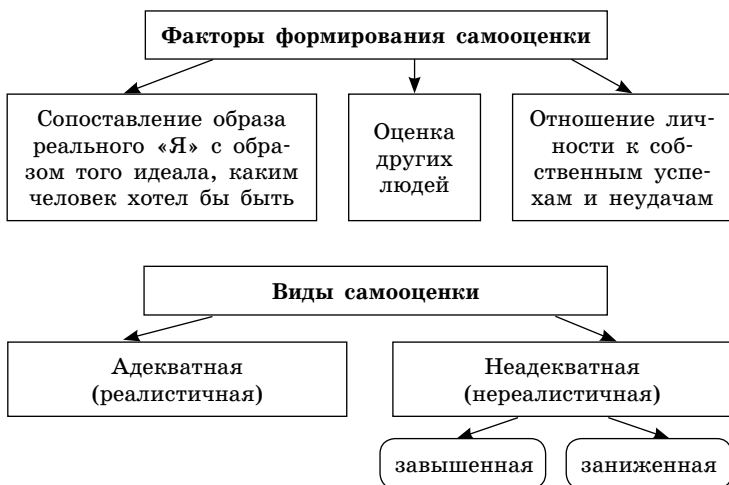 Факторы формирования самооценки
Сопоставление образа
реального «Я» с обра-
зом того идеала, каким
человек хотел бы быть
Оценка
других
людей
Отношение лич-
ности к соб-
ственным успе-
хам и неудачам
Виды самооценки
Адекватная
(реалистичная)
Неадекватная
(нереалистичная)
завышенная
заниженная